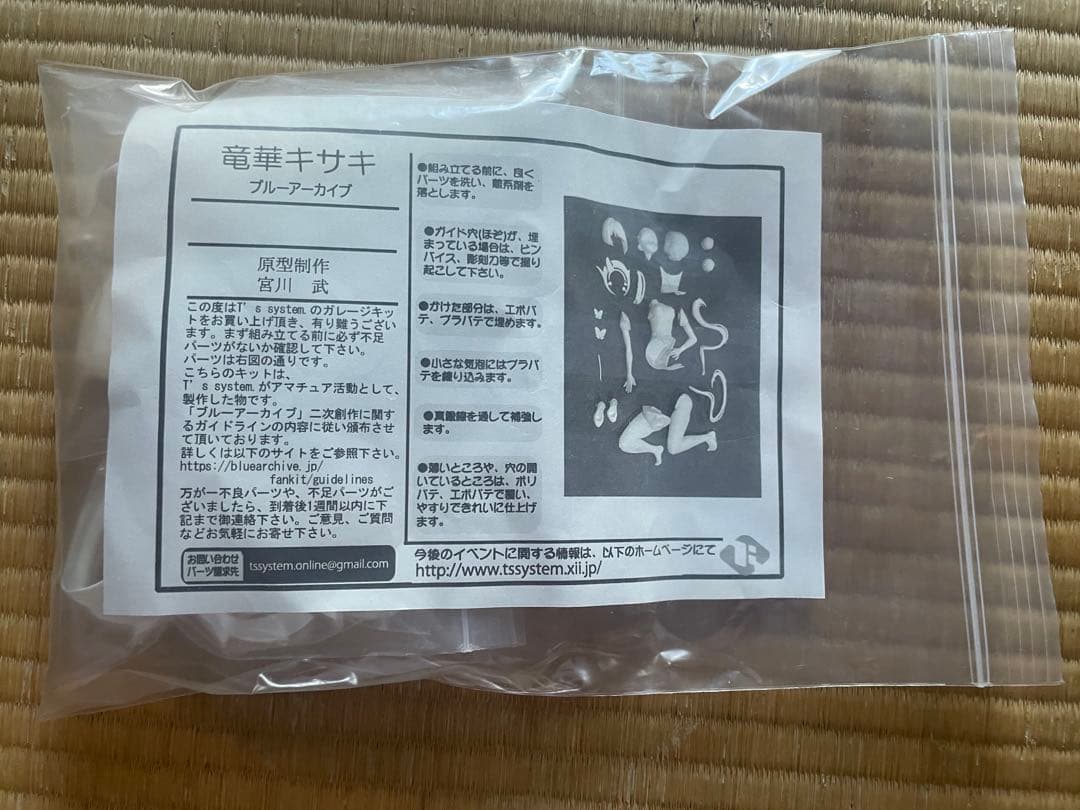 竜華キサキ
ブルーアーカイブ
原型制作
宮川　武
この度はT's system.のガレージキッ
トをお買い上げ頂き、有り難うござい
ます。まず組み立てる前に必ず不足
パーツがないか確認して下さい。
パーツは右図の通りです。
こちらのキットは、
T's system.がアマチュア活動として、
製作した物です。
「ブルーアーカイブ」二次創作に関す
るガイドラインの内容に従い頒布させ
て頂いております。
詳しくは以下のサイトをご参照下さい。
https://bluearchive.jp/
fankit/guidelines
万が一不良パーツや、不足パーツがご
ざいましたら、到着後1週間以内に下
記まで御連絡下さい。ご意見、ご質問
などお気軽にお寄せ下さい。
お問い合わせ
パーツ請求先
tssystem.online@gmail.com
●組み立てる前に、良く
パーツを洗い、離系剤を
落とします。
●ガイド穴(ほぞ)が、埋
まっている場合は、ピン
バイス、彫刻刀等で掘り
起こして下さい。
●かけた部分は、エポパ
テ、プラパテで埋めます。
●小さな気泡にはプラパ
テを擦り込みます。
●真鍮線を通して補強し
ます。
●薄いところや、穴の開
いているところは、ポリ
パテ、エポパテで覆い、
やすりできれいに仕上げ
ます。
今後のイベントに関する情報は、以下のホームページにて
http://www.tssystem.xii.jp/